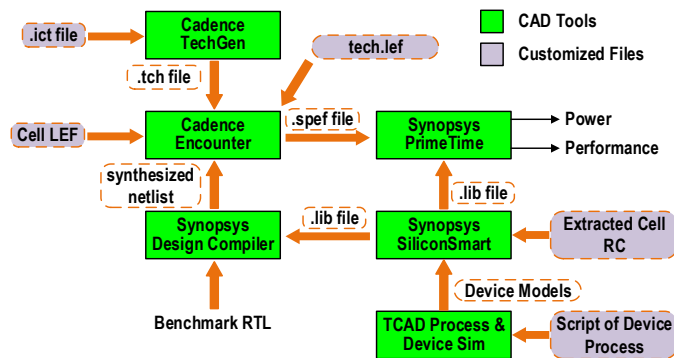 .ict file
Cadence
TechGen
tech.lef
CAD Tools
Customized Files
.tch file
Cell LEF
Cadence
Encounter
.spef file
Synopsys
PrimeTime
Power
Performance
synthesized
netlist
.lib file
.lib file
Synopsys
Design Compiler
Synopsys
SiliconSmart
Extracted Cell
RC
Device Models
Benchmark RTL
TCAD Process &
Device Sim
Script of Device
Process